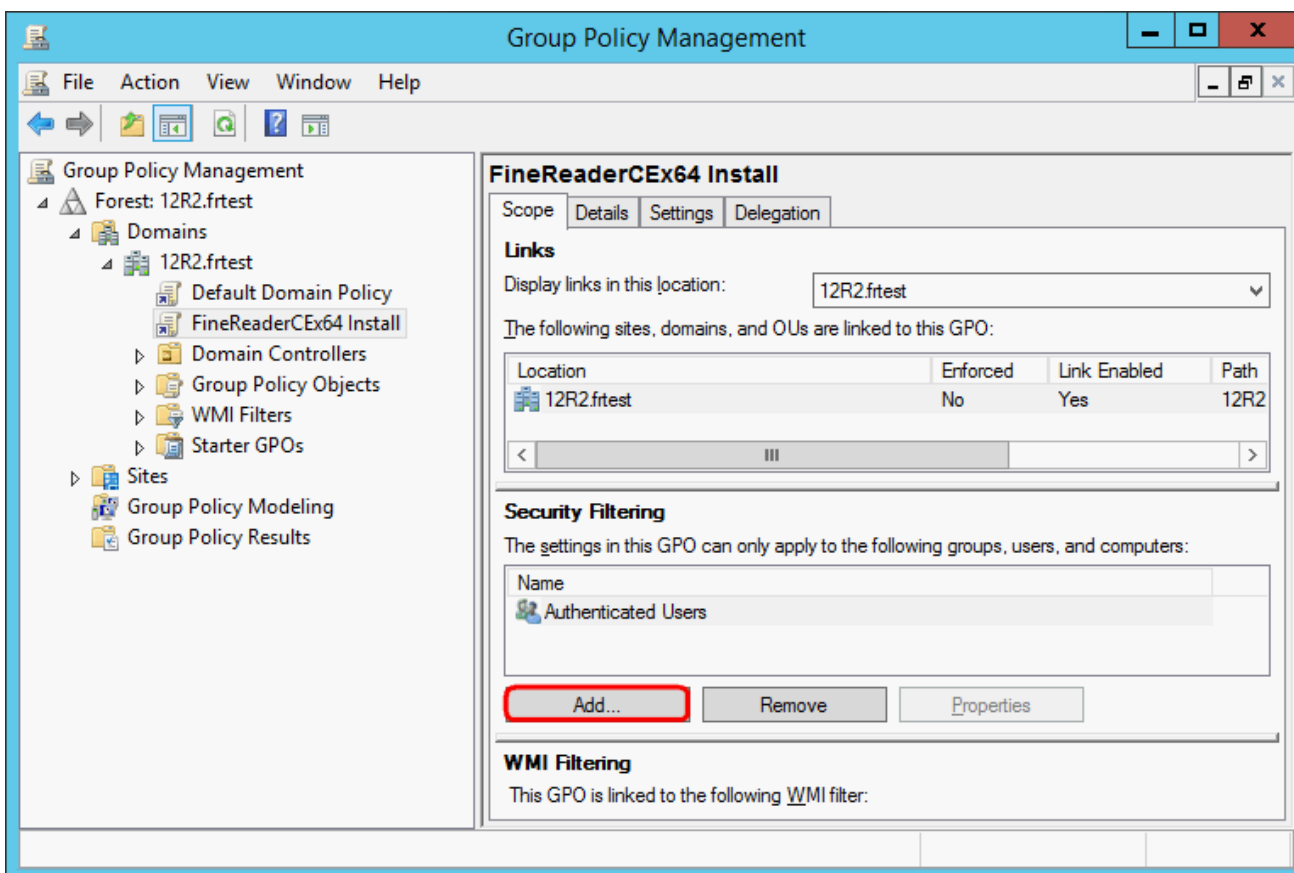 Group Policy Management
File Action View Window Help
Group Policy Management
Forest: 12R2.frtest
Domains
12R2.frtest
Default Domain Policy
FineReaderCEx64 Install
Domain Controllers
Group Policy Objects
WMI Filters
Starter GPOs
Sites
Group Policy Modeling
Group Policy Results
FineReaderCEx64 Install
Scope Details Settings Delegation
Links
Display links in this location: 12R2.frtest
The following sites, domains, and OUs are linked to this GPO:
Location Enforced Link Enabled Path
12R2.frtest No Yes 12R2
Security Filtering
The settings in this GPO can only apply to the following groups, users, and computers:
Name
Authenticated Users
Add... Remove Properties
WMI Filtering
This GPO is linked to the following WMI filter: